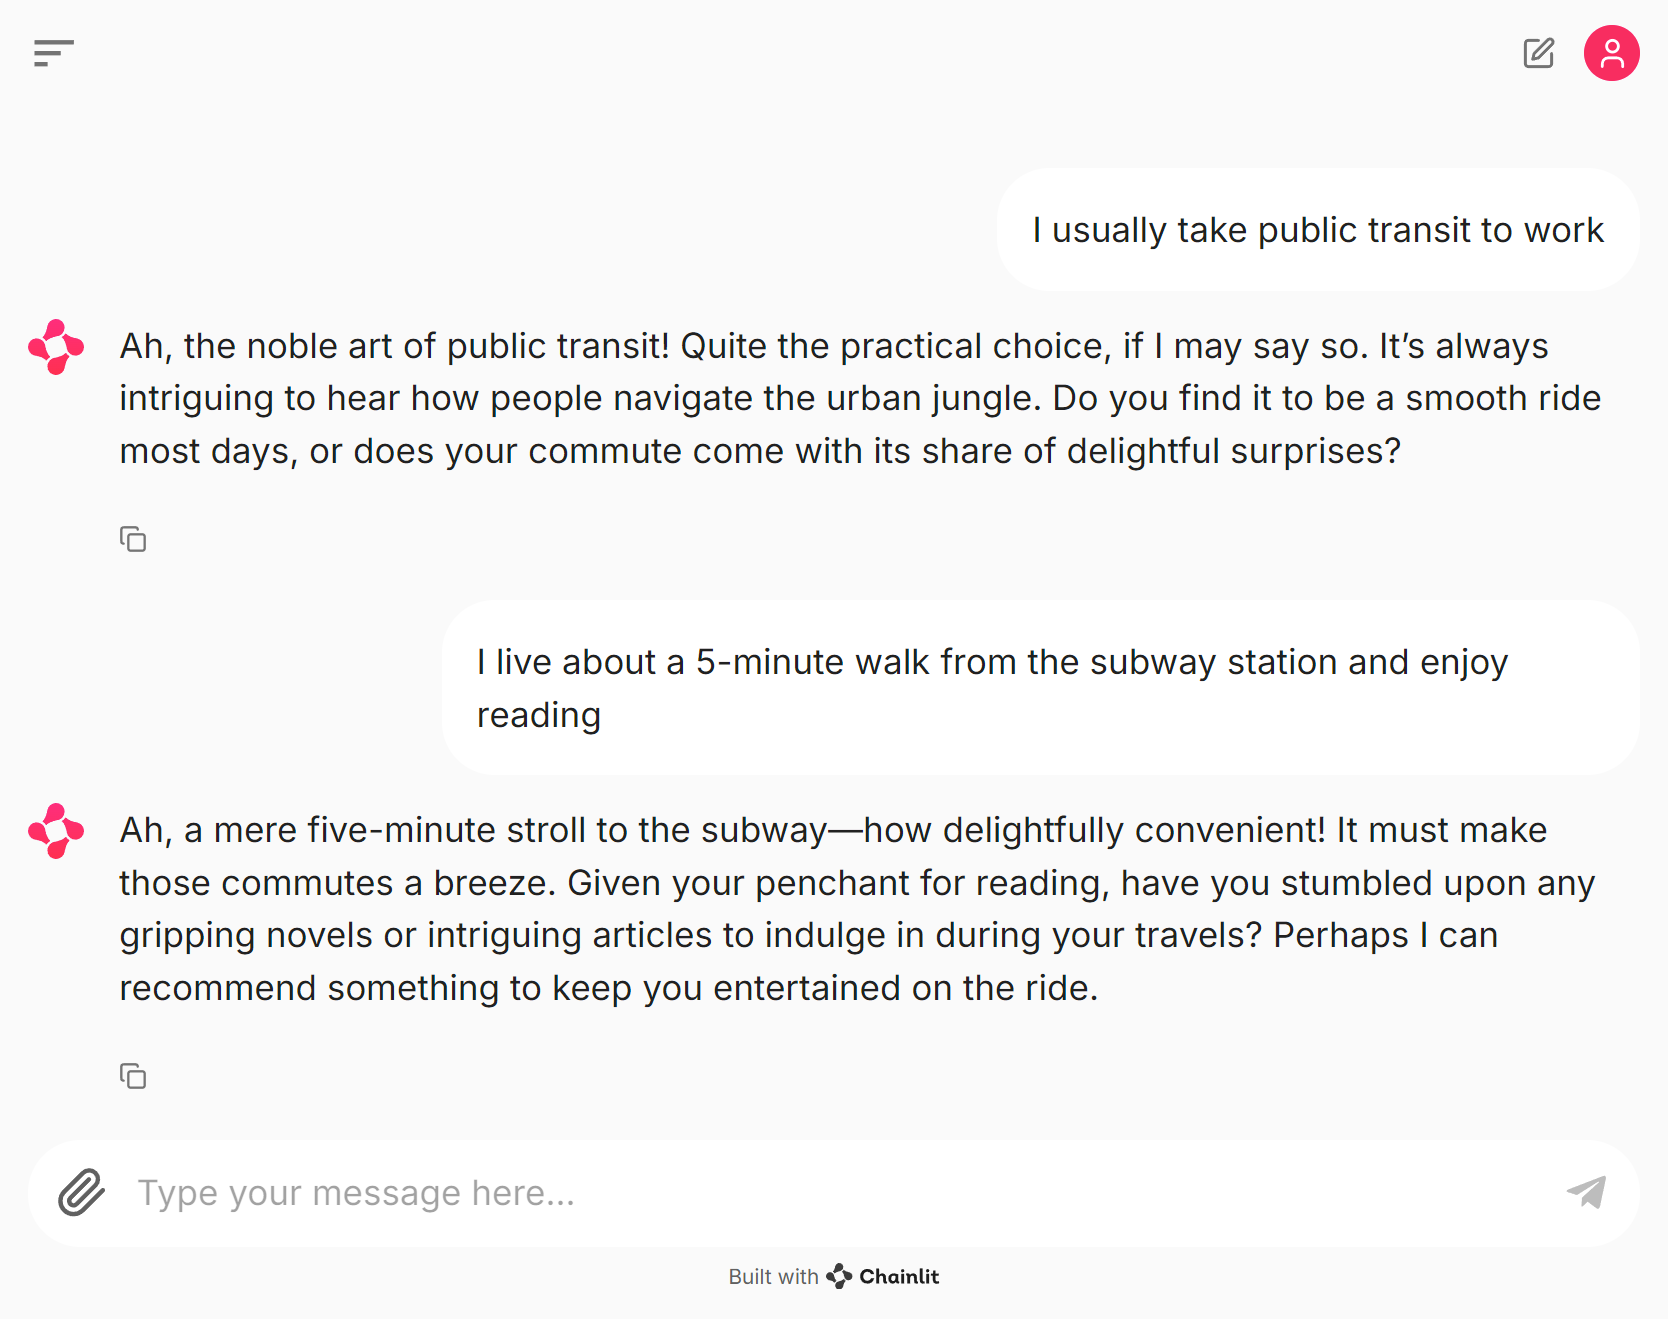 I usually take public transit to work
Ah, the noble art of public transit! Quite the practical choice, if I may say so. It’s always
intriguing to hear how people navigate the urban jungle. Do you find it to be a smooth ride
most days, or does your commute come with its share of delightful surprises?
I live about a 5-minute walk from the subway station and enjoy
reading
Ah, a mere five-minute stroll to the subway—how delightfully convenient! It must make
those commutes a breeze. Given your penchant for reading, have you stumbled upon any
gripping novels or intriguing articles to indulge in during your travels? Perhaps I can
recommend something to keep you entertained on the ride.
Type your message here...
Built with Chainlit